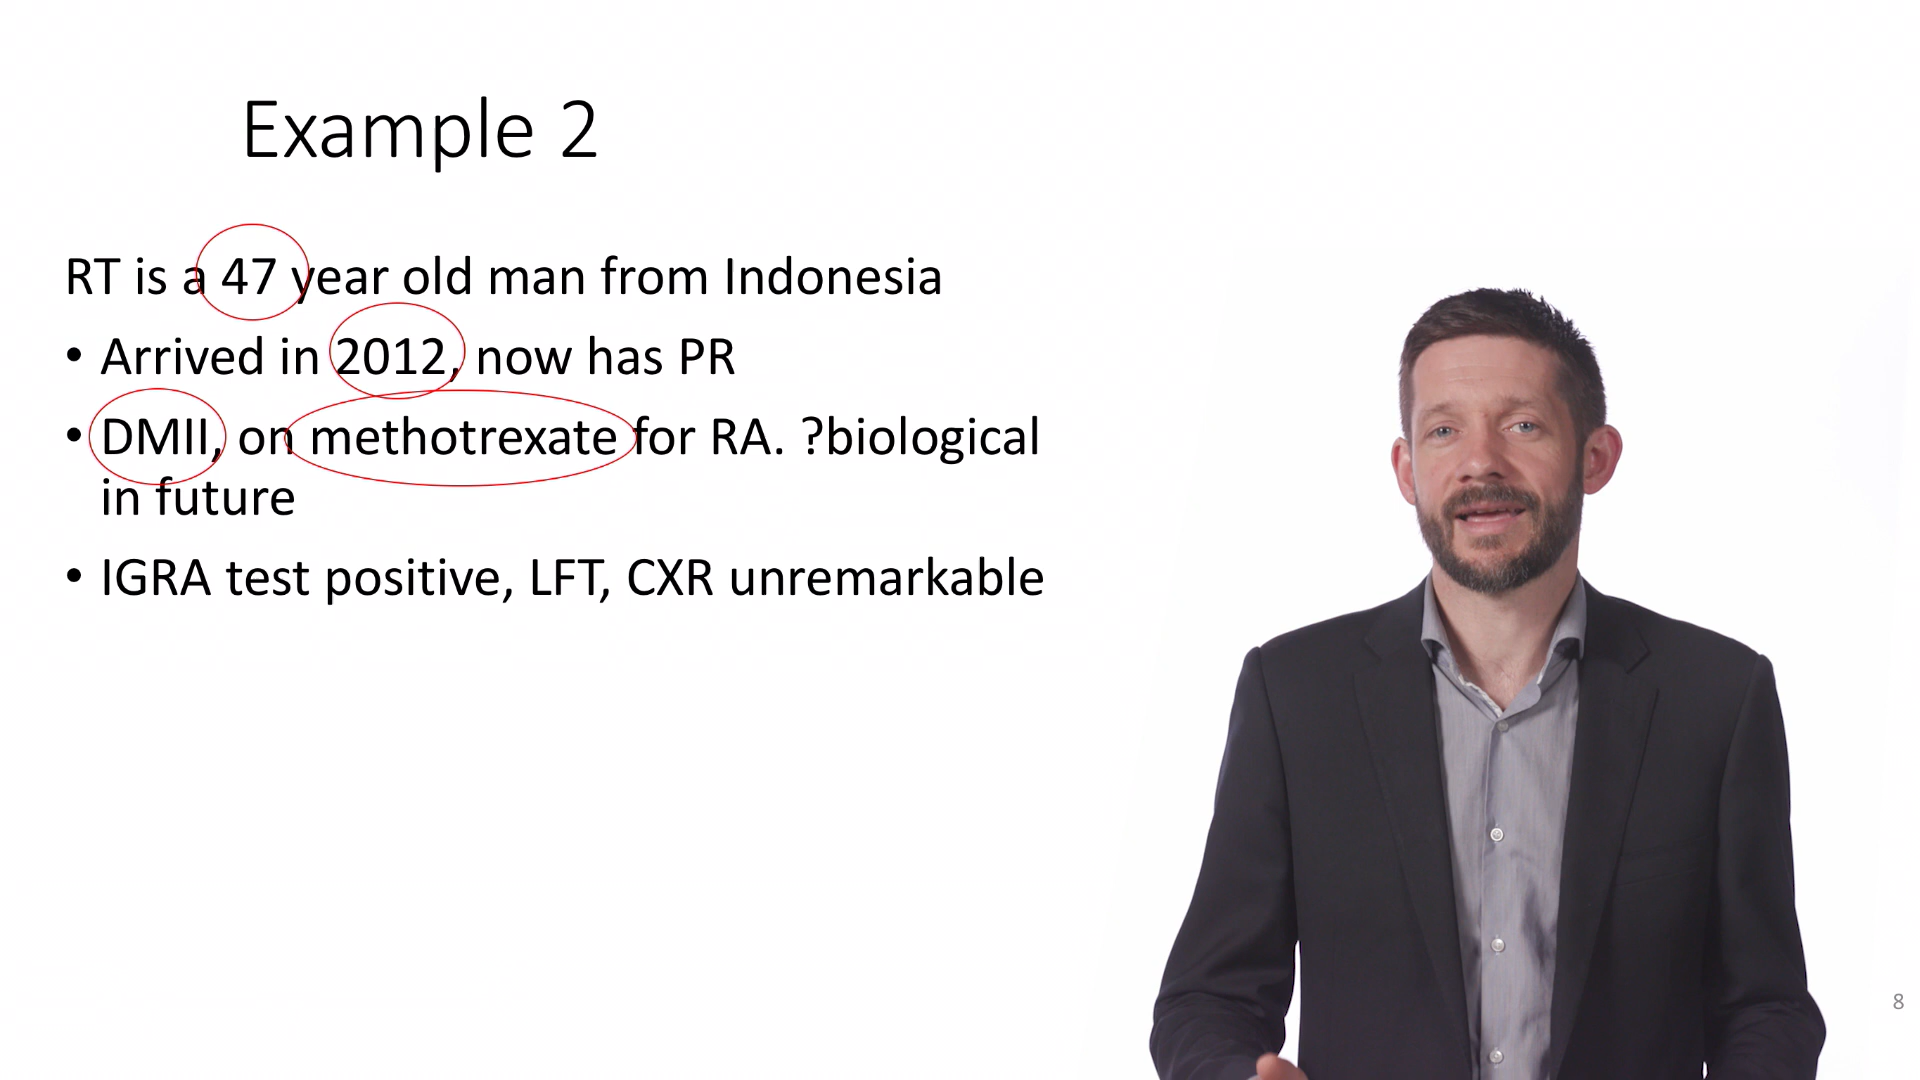 Example 2
RT is a 47 year old man from Indonesia
• Arrived in 2012, now has PR
• DMII, on methotrexate for RA. ?biological
in future
• IGRA test positive, LFT, CXR unremarkable
8